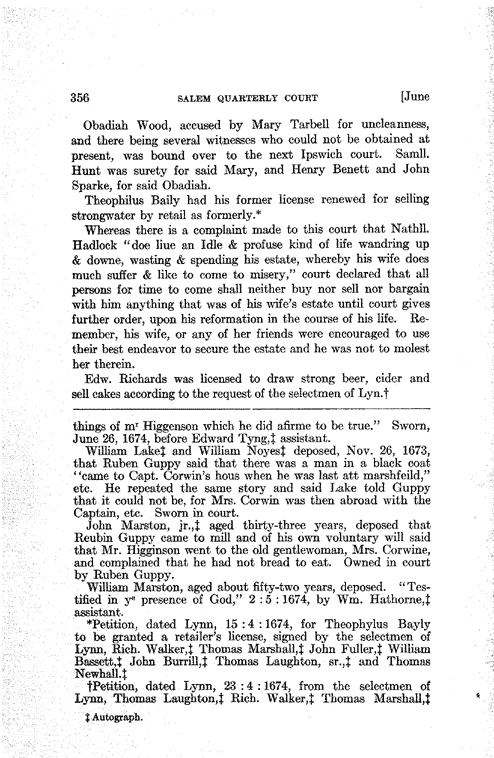 356 SALEM QUARTERLY COURT [June
Obadiah Wood, accused by Mary Tarbell for uncleanness,
and there being several witnesses who could not be obtained at
present, was bound over to the next Ipswich court. Samll.
Hunt was surety for said Mary, and Henry Benett and John
Sparke, for said Obadiah.
Theophilus Baily had his former license renewed for selling
strongwater by retail as formerly.*
Whereas there is a complaint made to this court that Nathll.
Hadlock "doe liue an Idle & profuse kind of life wandring up
& downe, wasting & spending his estate, whereby his wife does
much suffer & like to come to misery," court declared that all
persons for time to come shall neither buy nor sell nor bargain
with him anything that was of his wife's estate until court gives
further order, upon his reformation in the course of his life. Re-
member, his wife, or any of her friends were encouraged to use
their best endeavor to secure the estate and he was not to molest
her therein.
Edw. Richards was licensed to draw strong beer, cider and
sell cakes according to the request of the selectmen of Lyn.†
things of mʳ Higgenson which he did afirme to be true." Sworn,
June 26, 1674, before Edward Tyng,‡ assistant.
William Lake‡ and William Noyes‡ deposed, Nov. 26, 1673,
that Ruben Guppy said that there was a man in a black coat
"came to Capt. Corwin's hous when he was last att marshfeild,"
etc. He repeated the same story and said Lake told Guppy
that it could not be, for Mrs. Corwin was then abroad with the
Captain, etc. Sworn in court.
John Marston, jr.,‡ aged thirty-three years, deposed that
Reubin Guppy came to mill and of his own voluntary will said
that Mr. Higginson went to the old gentlewoman, Mrs. Corwine,
and complained that he had not bread to eat. Owned in court
by Ruben Guppy.
William Marston, aged about fifty-two years, deposed. "Tes-
tified in yᵉ presence of God," 2 : 5 : 1674, by Wm. Hathorne,‡
assistant.
*Petition, dated Lynn, 15 : 4 : 1674, for Theophylus Bayly
to be granted a retailer's license, signed by the selectmen of
Lynn, Rich. Walker,‡ Thomas Marshall,‡ John Fuller,‡ William
Bassett,‡ John Burrill,‡ Thomas Laughton, sr.,‡ and Thomas
Newhall.‡
†Petition, dated Lynn, 23 : 4 : 1674, from the selectmen of
Lynn, Thomas Laughton,‡ Rich. Walker,‡ Thomas Marshall,‡
‡ Autograph.